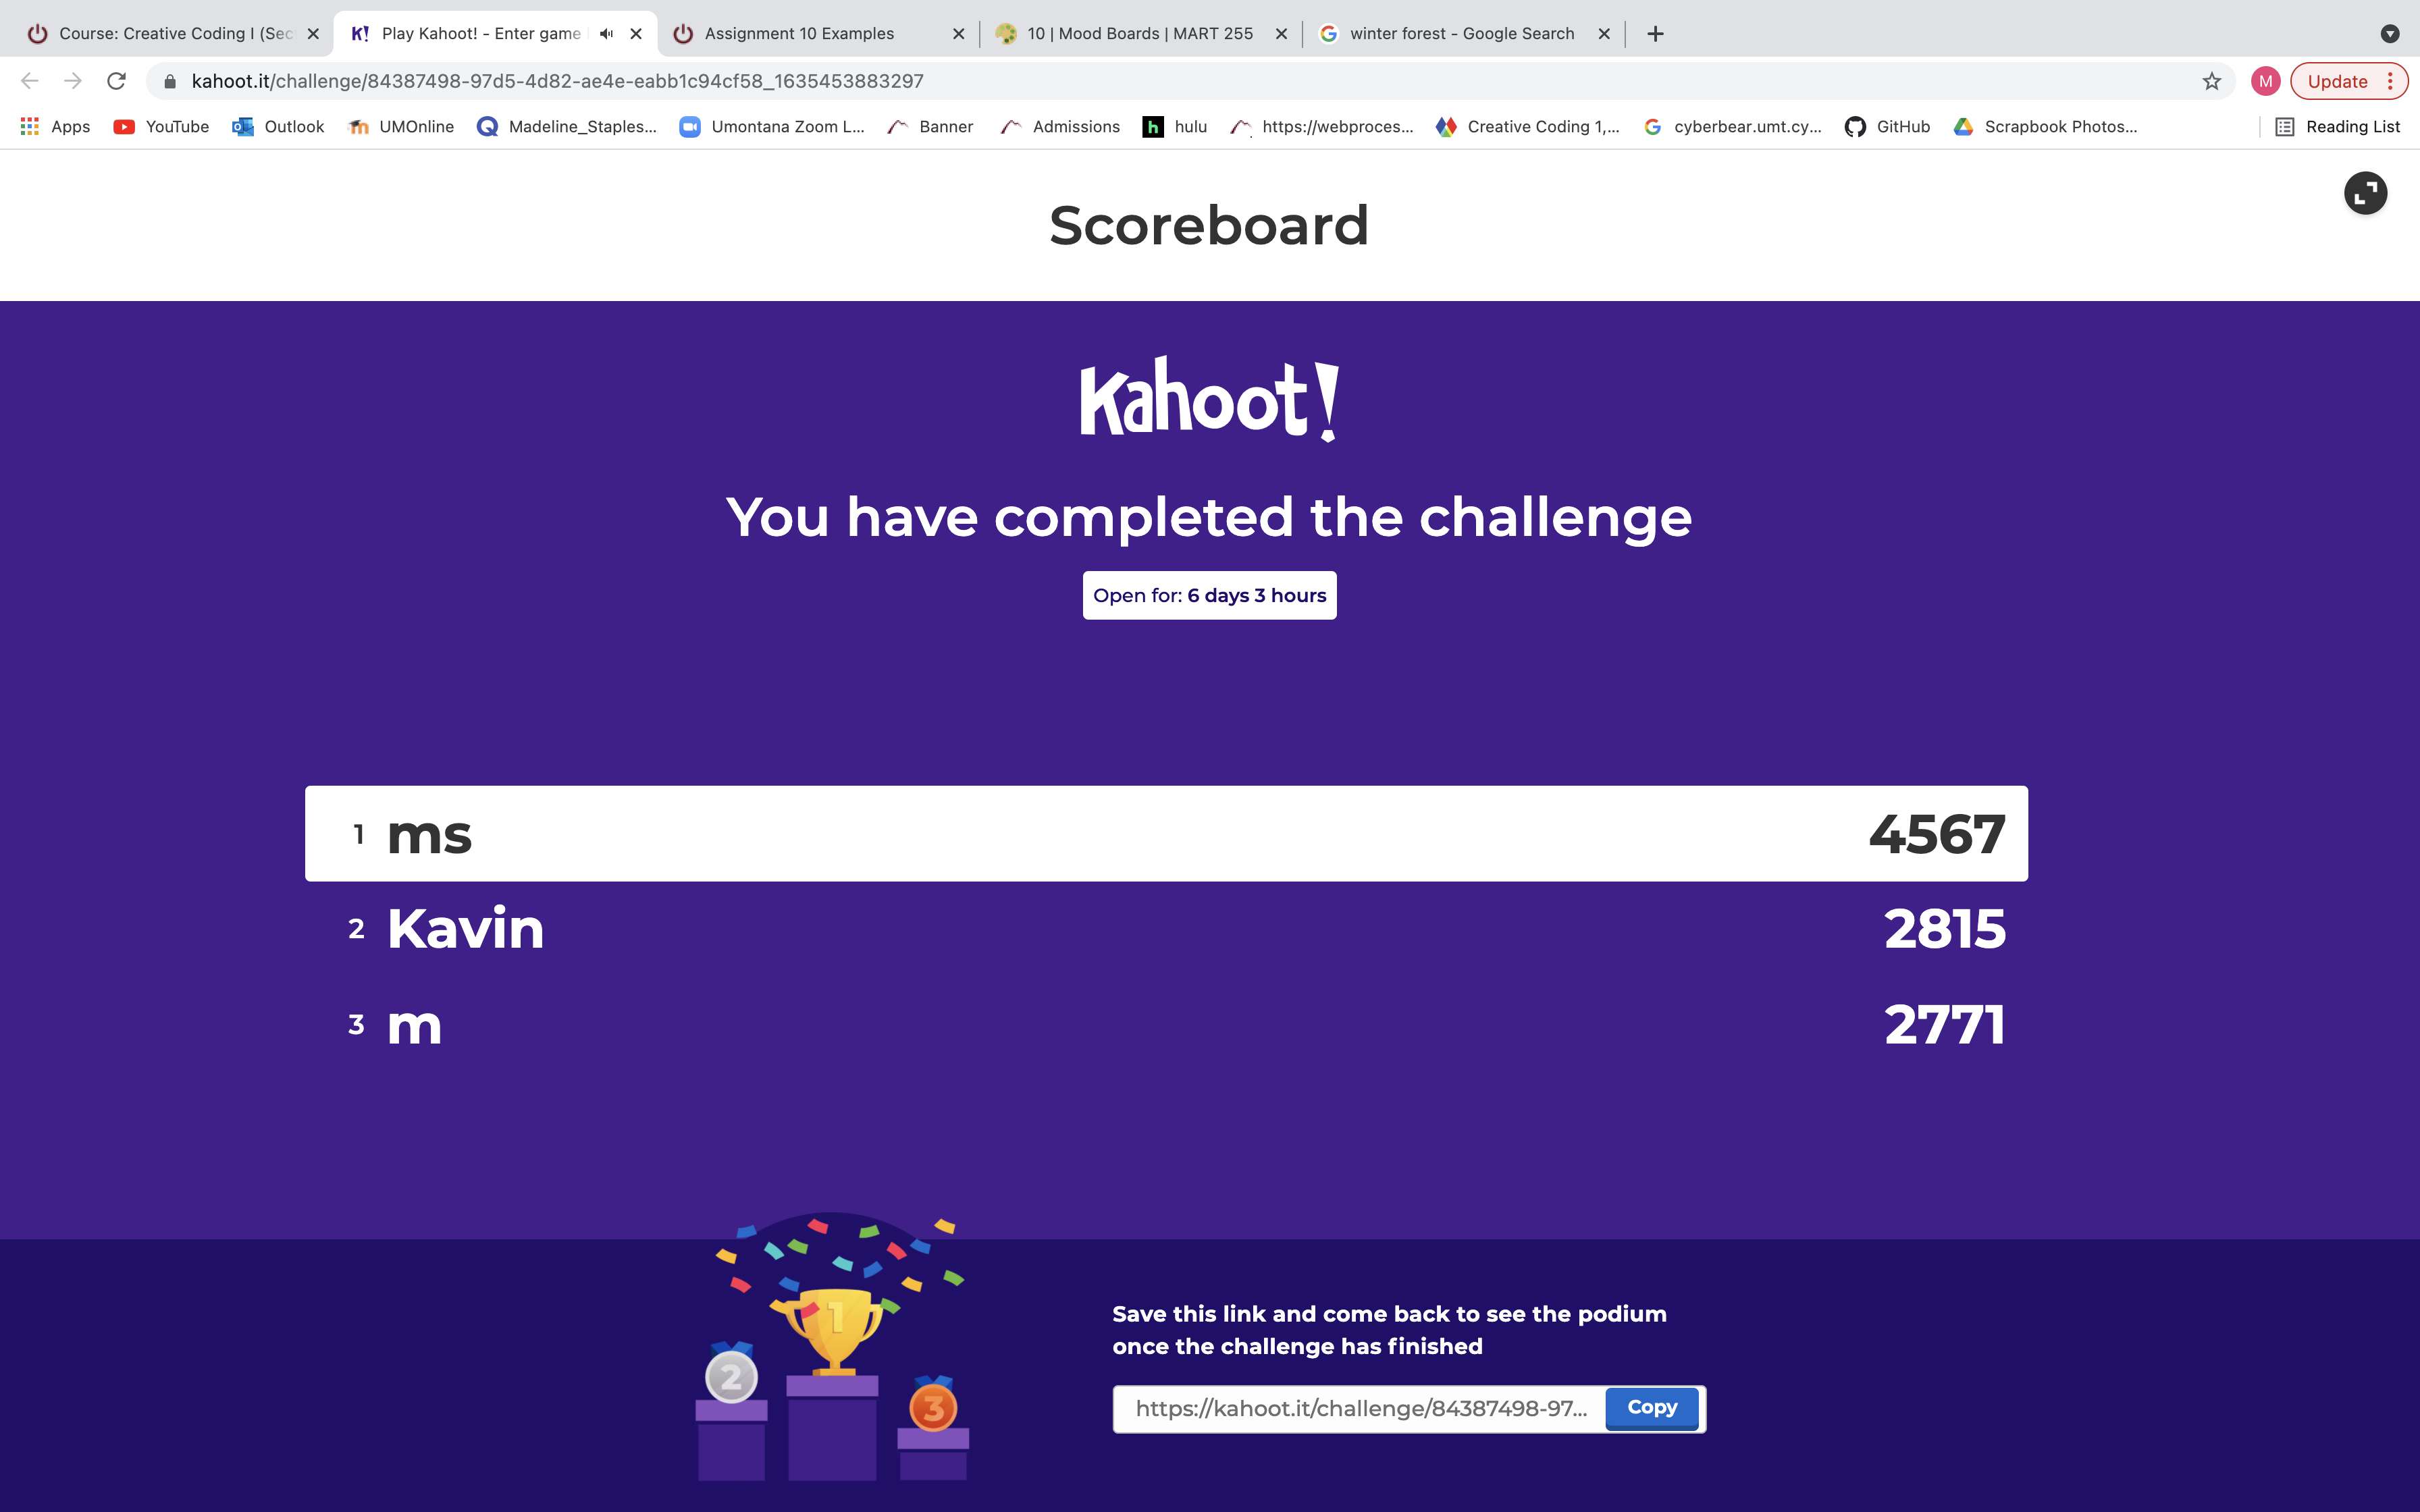 Course: Creative Coding I (Sec
Play Kahoot! - Enter game
Assignment 10 Examples
10 | Mood Boards | MART 255
winter forest - Google Search
kahoot.it/challenge/84387498-97d5-4d82-ae4e-eabb1c94cf58_1635453883297
M
Update
Apps
YouTube
Outlook
UMOnline
Madeline_Staples...
Umontana Zoom L...
Banner
Admissions
hulu
https://webproces...
Creative Coding 1,...
cyberbear.umt.cy...
GitHub
Scrapbook Photos...
Reading List
Scoreboard
Kahoot!
You have completed the challenge
Open for: 6 days 3 hours
1 ms 4567
2 Kavin 2815
3 m 2771
1
2
3
Save this link and come back to see the podium
once the challenge has finished
https://kahoot.it/challenge/84387498-97...
Copy